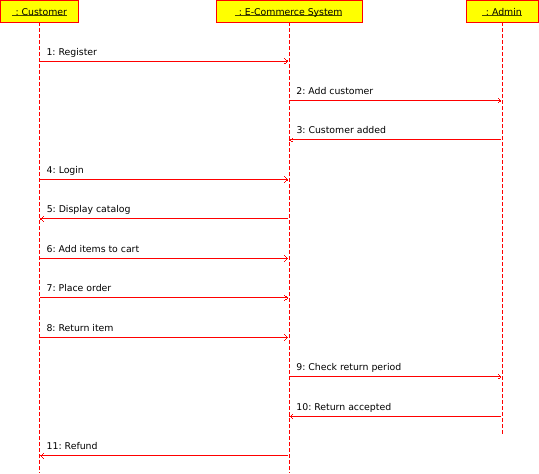 : Customer
: E-Commerce System
: Admin
1: Register
2: Add customer
3: Customer added
4: Login
5: Display catalog
6: Add items to cart
7: Place order
8: Return item
9: Check return period
10: Return accepted
11: Refund